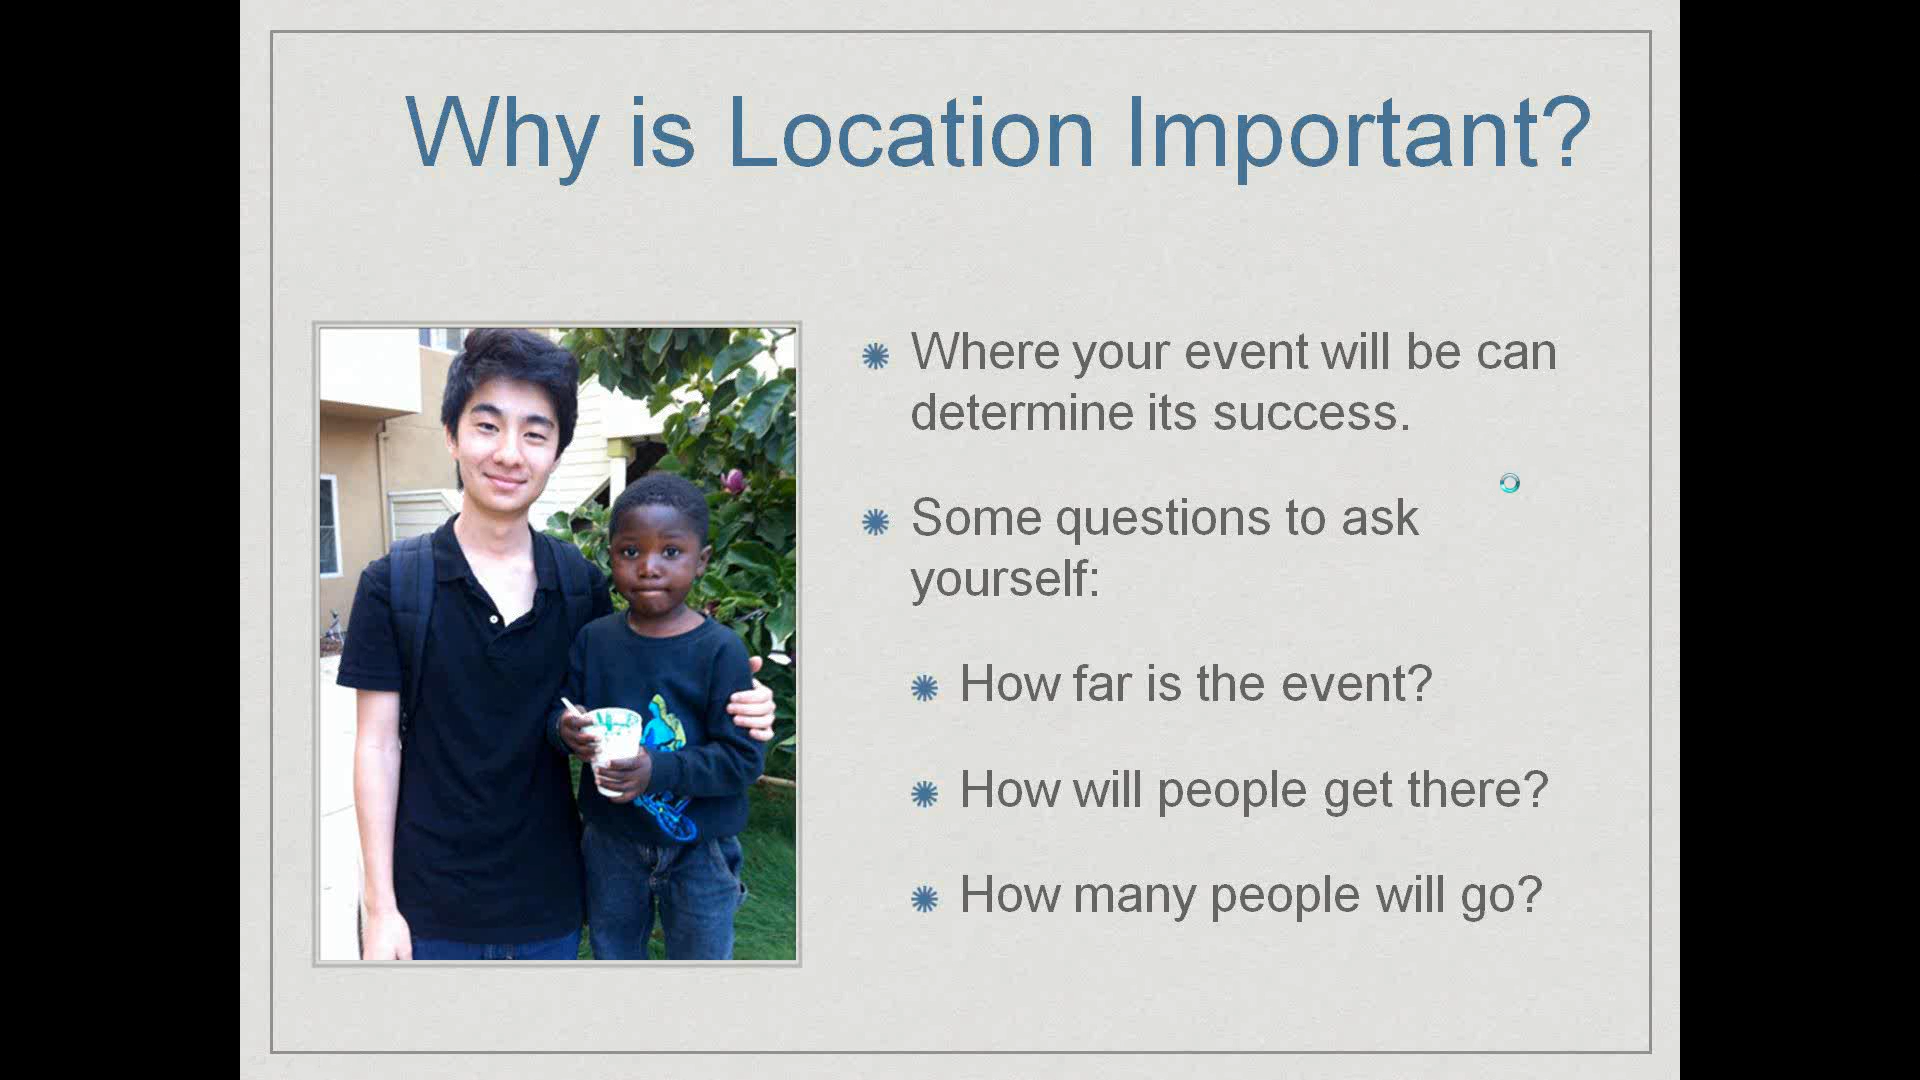 Why is Location Important?
Where your event will be can
determine its success.
Some questions to ask
yourself:
How far is the event?
How will people get there?
How many people will go?